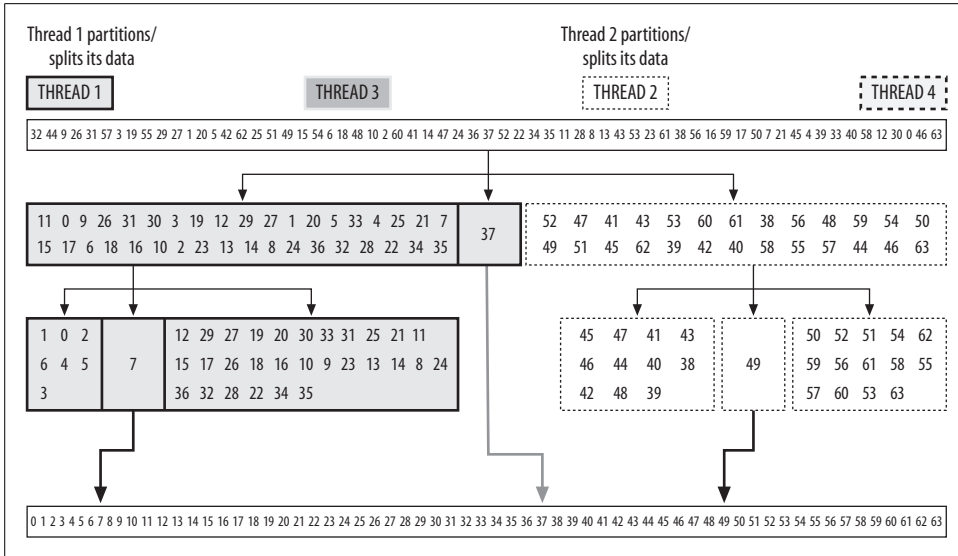 Thread 1 partitions/
splits its data
Thread 2 partitions/
splits its data
THREAD 1
THREAD 3
THREAD 2
THREAD 4
32 44 9 26 31 57 3 19 55 29 27 1 20 5 42 62 25 51 49 15 54 6 18 48 10 2 60 41 14 47 24 36 37 52 22 34 35 11 28 8 13 43 53 23 61 38 56 16 59 17 50 7 21 45 4 39 33 40 58 12 30 0 46 63
11 0 9 26 31 30 3 19 12 29 27 1 20 5 33 4 25 21 7
15 17 6 18 16 10 2 23 13 14 8 24 36 32 28 22 34 35
37
52 47 41 43 53 60 61 38 56 48 59 54 50
49 51 45 62 39 42 40 58 55 57 44 46 63
1 0 2
6 4 5
3
7
12 29 27 19 20 30 33 31 25 21 11
15 17 26 18 16 10 9 23 13 14 8 24
36 32 28 22 34 35
45 47 41 43
46 44 40 38
42 48 39
49
50 52 51 54 62
59 56 61 58 55
57 60 53 63
0 1 2 3 4 5 6 7 8 9 10 11 12 13 14 15 16 17 18 19 20 21 22 23 24 25 26 27 28 29 30 31 32 33 34 35 36 37 38 39 40 41 42 43 44 45 46 47 48 49 50 51 52 53 54 55 56 57 58 59 60 61 62 63